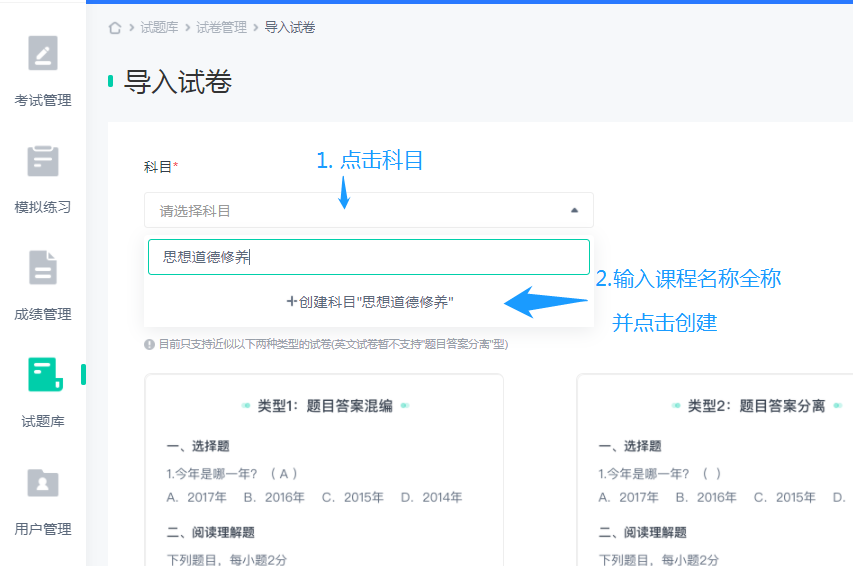 试题库 > 试卷管理 > 导入试卷
考试管理
模拟练习
成绩管理
试题库
用户管理
导入试卷
科目*
1. 点击科目
请选择科目
思想道德修养
+创建科目"思想道德修养"
2.输入课程名称全称
并点击创建
目前只支持近似以下两种类型的试卷(英文试卷暂不支持"题目答案分离"型)
类型1：题目答案混编
一、选择题
1.今年是哪一年？（ A ）
A. 2017年 B. 2016年 C. 2015年 D. 2014年
二、阅读理解题
下列题目，每小题2分
类型2：题目答案分离
一、选择题
1.今年是哪一年？（ ）
A. 2017年 B. 2016年 C. 2015年 D.
二、阅读理解题
下列题目，每小题2分